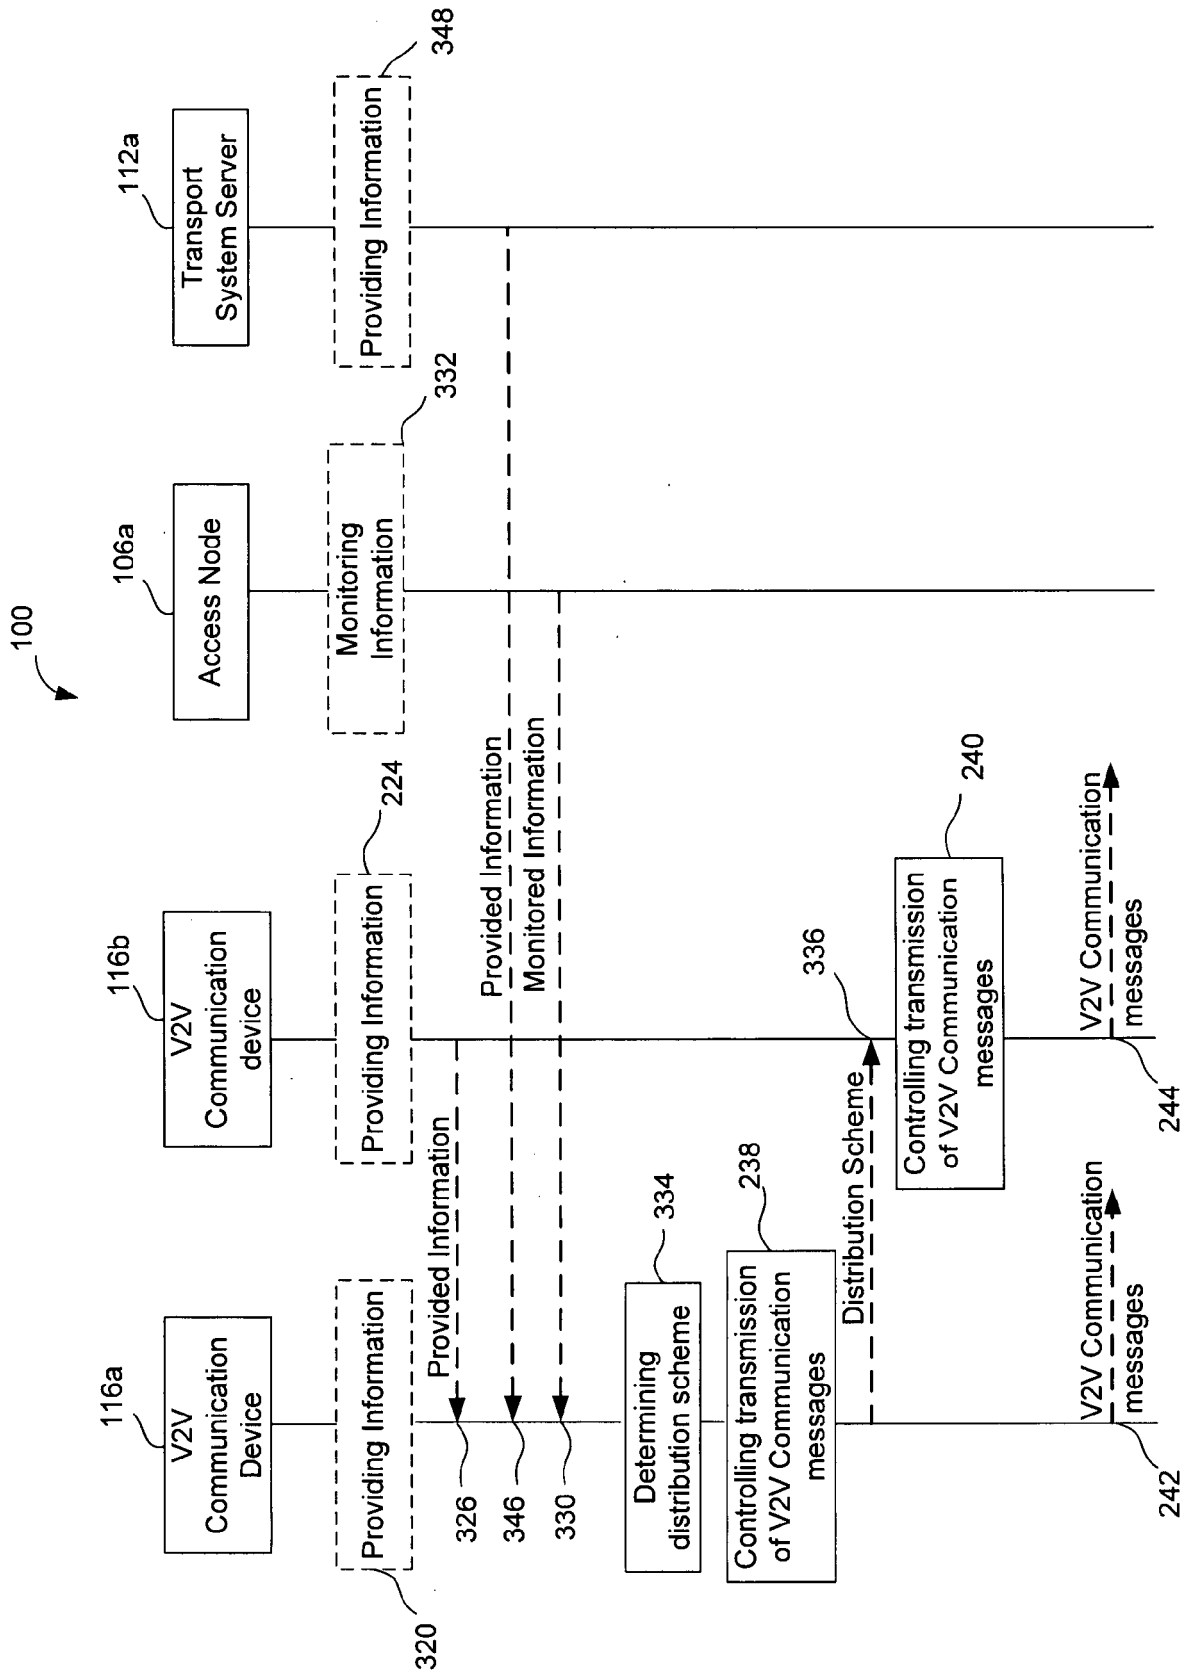 100
116a
V2V
Communication
Device
116b
V2V
Communication
device
106a
Access Node
112a
Transport
System Server
320
Providing Information
224
Providing Information
332
Monitoring
Information
348
Providing Information
326
Provided Information
346
Provided Information
330
Monitored Information
334
Determining
distribution scheme
238
Controlling transmission
of V2V Communication
messages
Distribution Scheme
336
240
Controlling transmission
of V2V Communication
messages
242
V2V Communication
messages
244
V2V Communication
messages